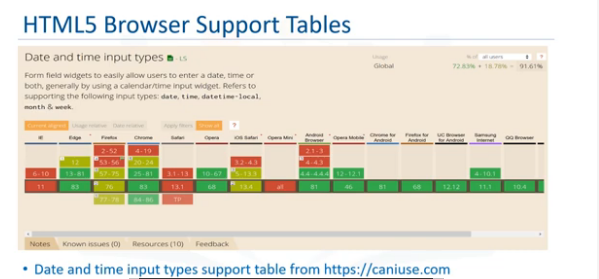 HTML5 Browser Support Tables
Date and time input types - LS
Usage % of all users ?
Global 72.83% + 18.78% = 91.61%
Form field widgets to easily allow users to enter a date, time or
both, generally by using a calendar/time input widget. Refers to
supporting the following input types: date, time, datetime-local,
month & week.
Current aligned Usage relative Date relative Apply filters Show all ?
IE Edge Firefox Chrome Safari Opera iOS Safari Opera Mini Android Browser Opera Mobile Chrome for Android Firefox for Android UC Browser for Android Samsung Internet QQ Browser
2-52 4-19 2.1-3
12 53-56 20-24 3.2-4.3 4-4.3
6-10 13-81 57-75 25-81 3.1-13 10-67 5-13.3 4.4-4.4.4 12-12.1 4-10.1
11 83 76 83 13.1 68 13.4 all 81 46 81 68 12.12 11.1 10.4
77-78 84-86 TP
Notes Known issues (0) Resources (10) Feedback
• Date and time input types support table from https://caniuse.com